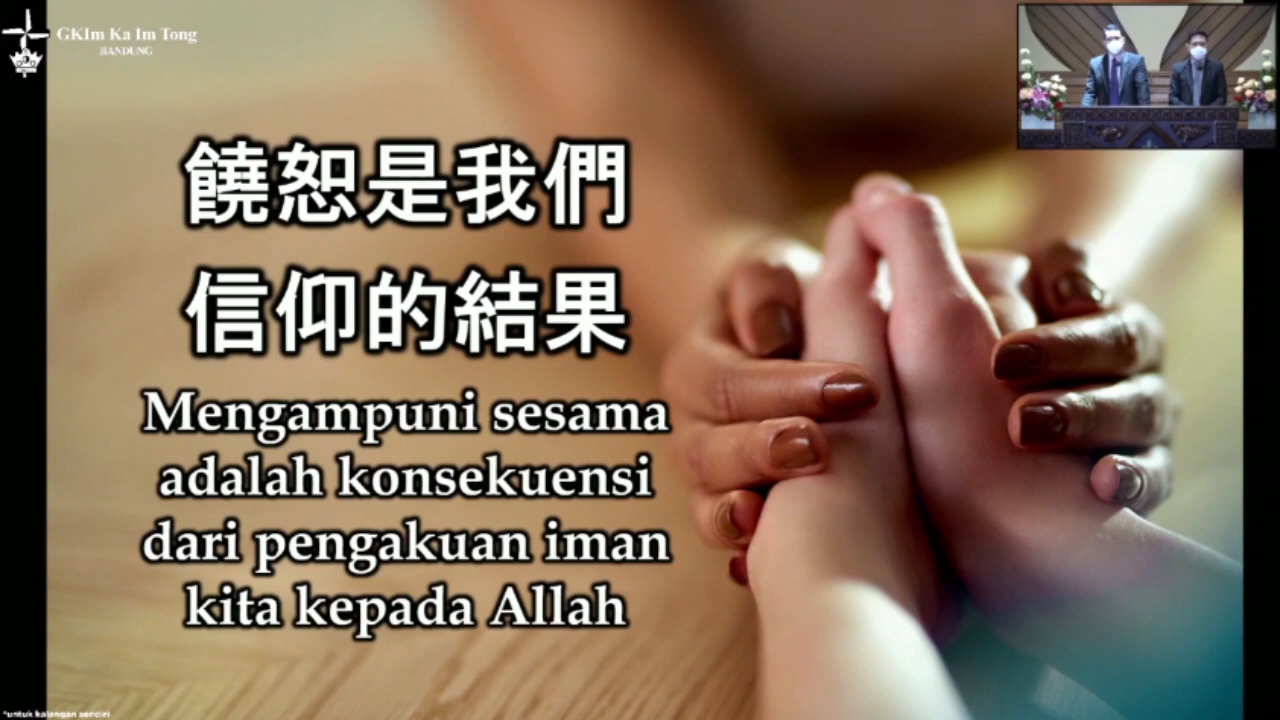 GKIm Ka Im Tong
BANDUNG
饒恕是我們
信仰的結果
Mengampuni sesama
adalah konsekuensi
dari pengakuan iman
kita kepada Allah
*untuk kalangan sendiri